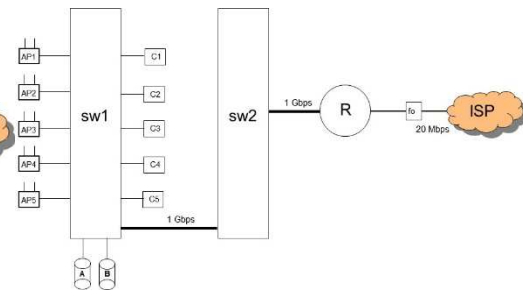 AP1
AP2
AP3
AP4
AP5
sw1
C1
C2
C3
C4
C5
A
B
1 Gbps
sw2
1 Gbps
R
fo
20 Mbps
ISP